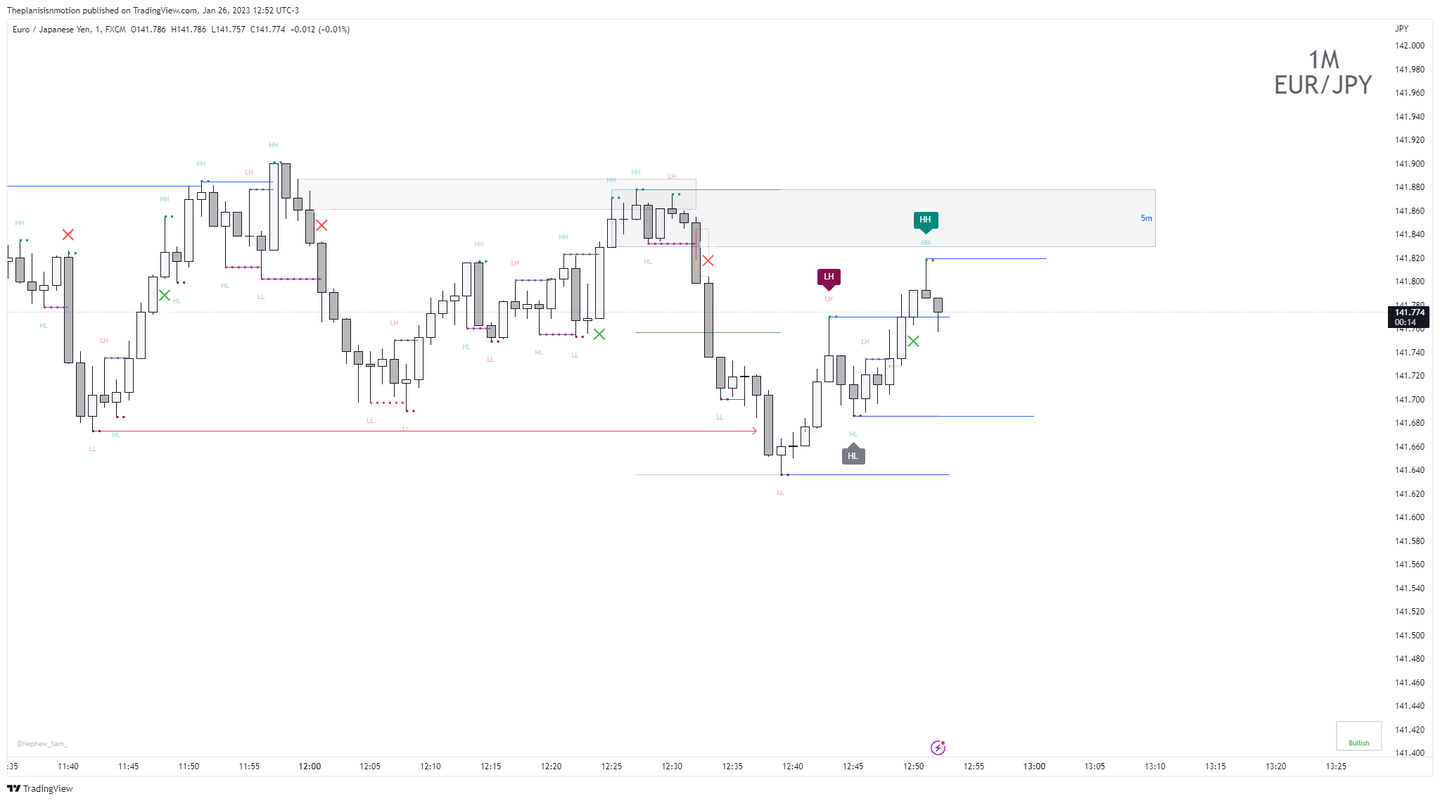 Theplanisinmotion published on TradingView.com, Jan 26, 2023 12:52 UTC-3
Euro / Japanese Yen, 1, FXCM O141.786 H141.786 L141.757 C141.774 −0.012 (−0.01%)
JPY
1M
EUR/JPY
142.000
141.980
141.960
141.940
141.920
141.900
141.880
141.860
141.840
141.820
141.800
141.780
141.774
00:14
141.760
141.740
141.720
141.700
141.680
141.660
141.640
141.620
141.600
141.580
141.560
141.540
141.520
141.500
141.480
141.460
141.440
141.420
141.400
HH
HL
LH
LL
HL
HH
HL
HH
HL
LH
LL
HH
LL
LH
LL
HL
HH
LL
LH
HL
HH
LL
HH
HH
HL
LH
LL
LL
LH
LH
HL
HL
LH
HH
HH
5m
@Nephew_Sam_
Bullish
:35 11:40 11:45 11:50 11:55 12:00 12:05 12:10 12:15 12:20 12:25 12:30 12:35 12:40 12:45 12:50 12:55 13:00 13:05 13:10 13:15 13:20 13:25
TradingView